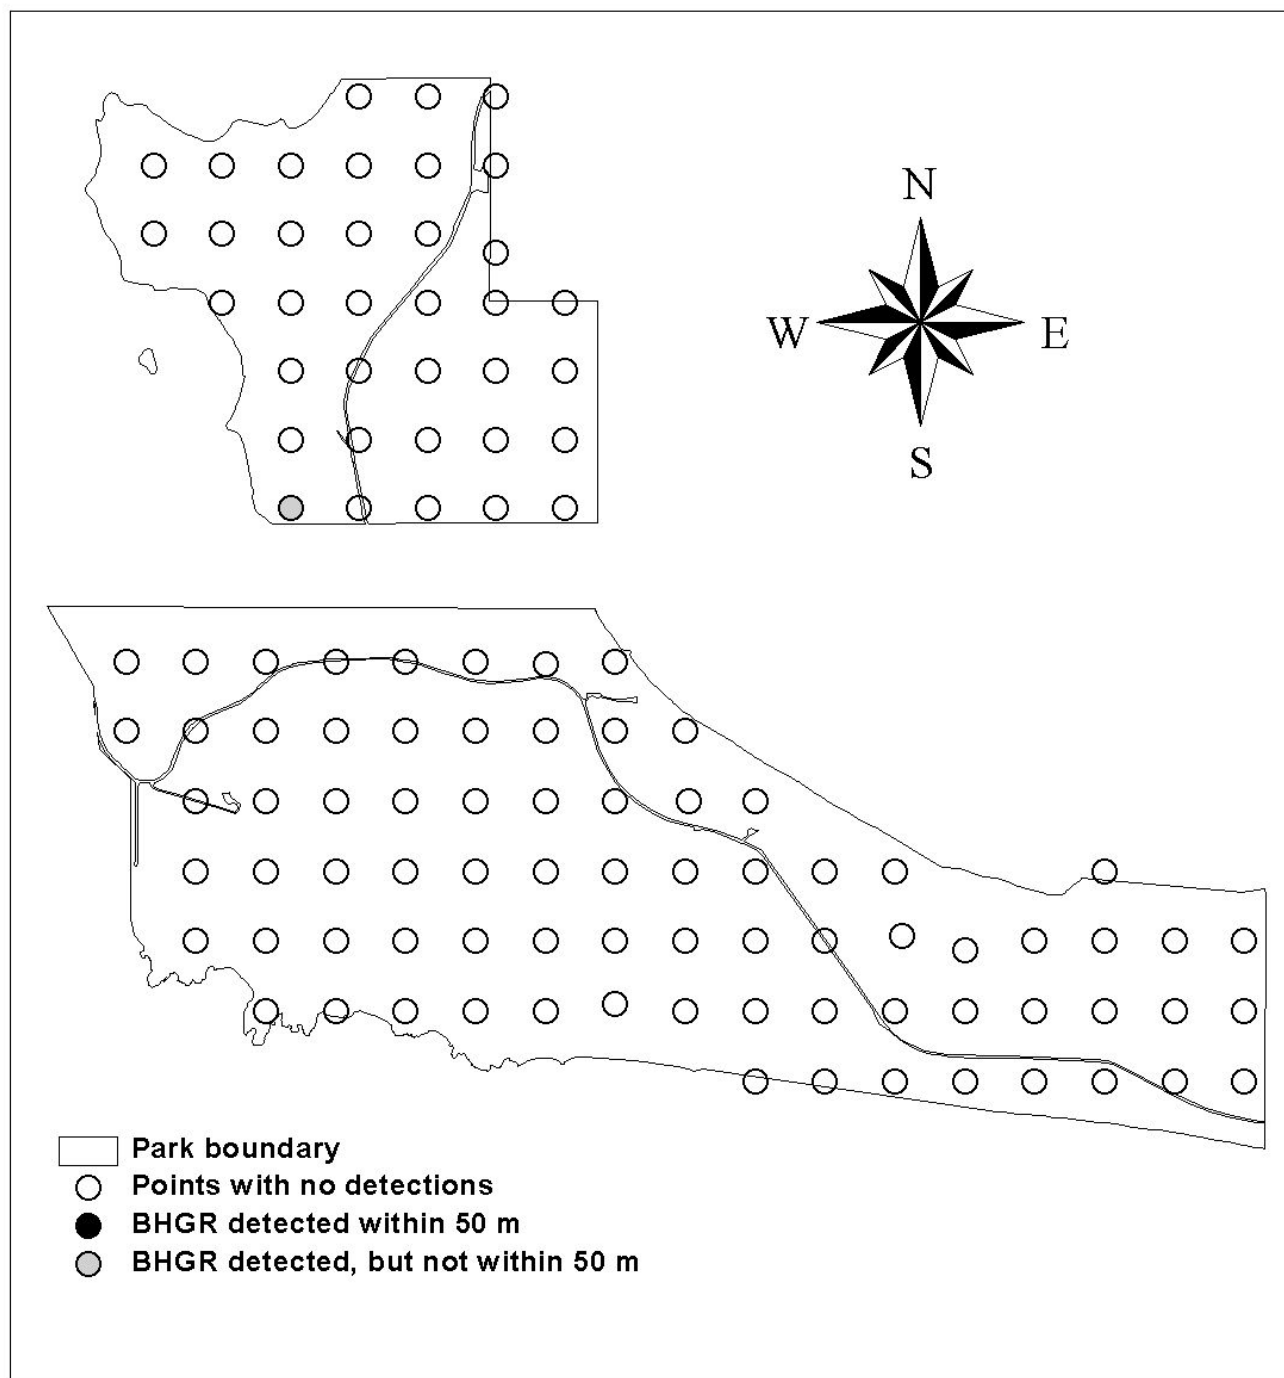 N
W
E
S
Park boundary
Points with no detections
BHGR detected within 50 m
BHGR detected, but not within 50 m